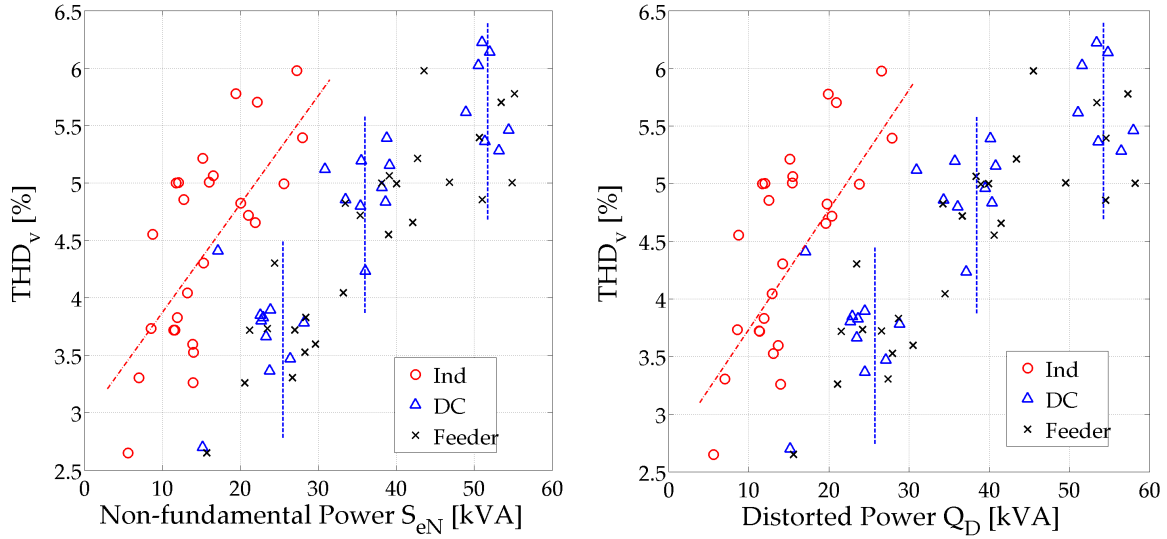 6.5
6
5.5
5
4.5
4
3.5
3
2.5
THD_v [%]
Ind
DC
Feeder
0 10 20 30 40 50 60
Non-fundamental Power S_eN [kVA]
6.5
6
5.5
5
4.5
4
3.5
3
2.5
THD_v [%]
Ind
DC
Feeder
0 10 20 30 40 50 60
Distorted Power Q_D [kVA]